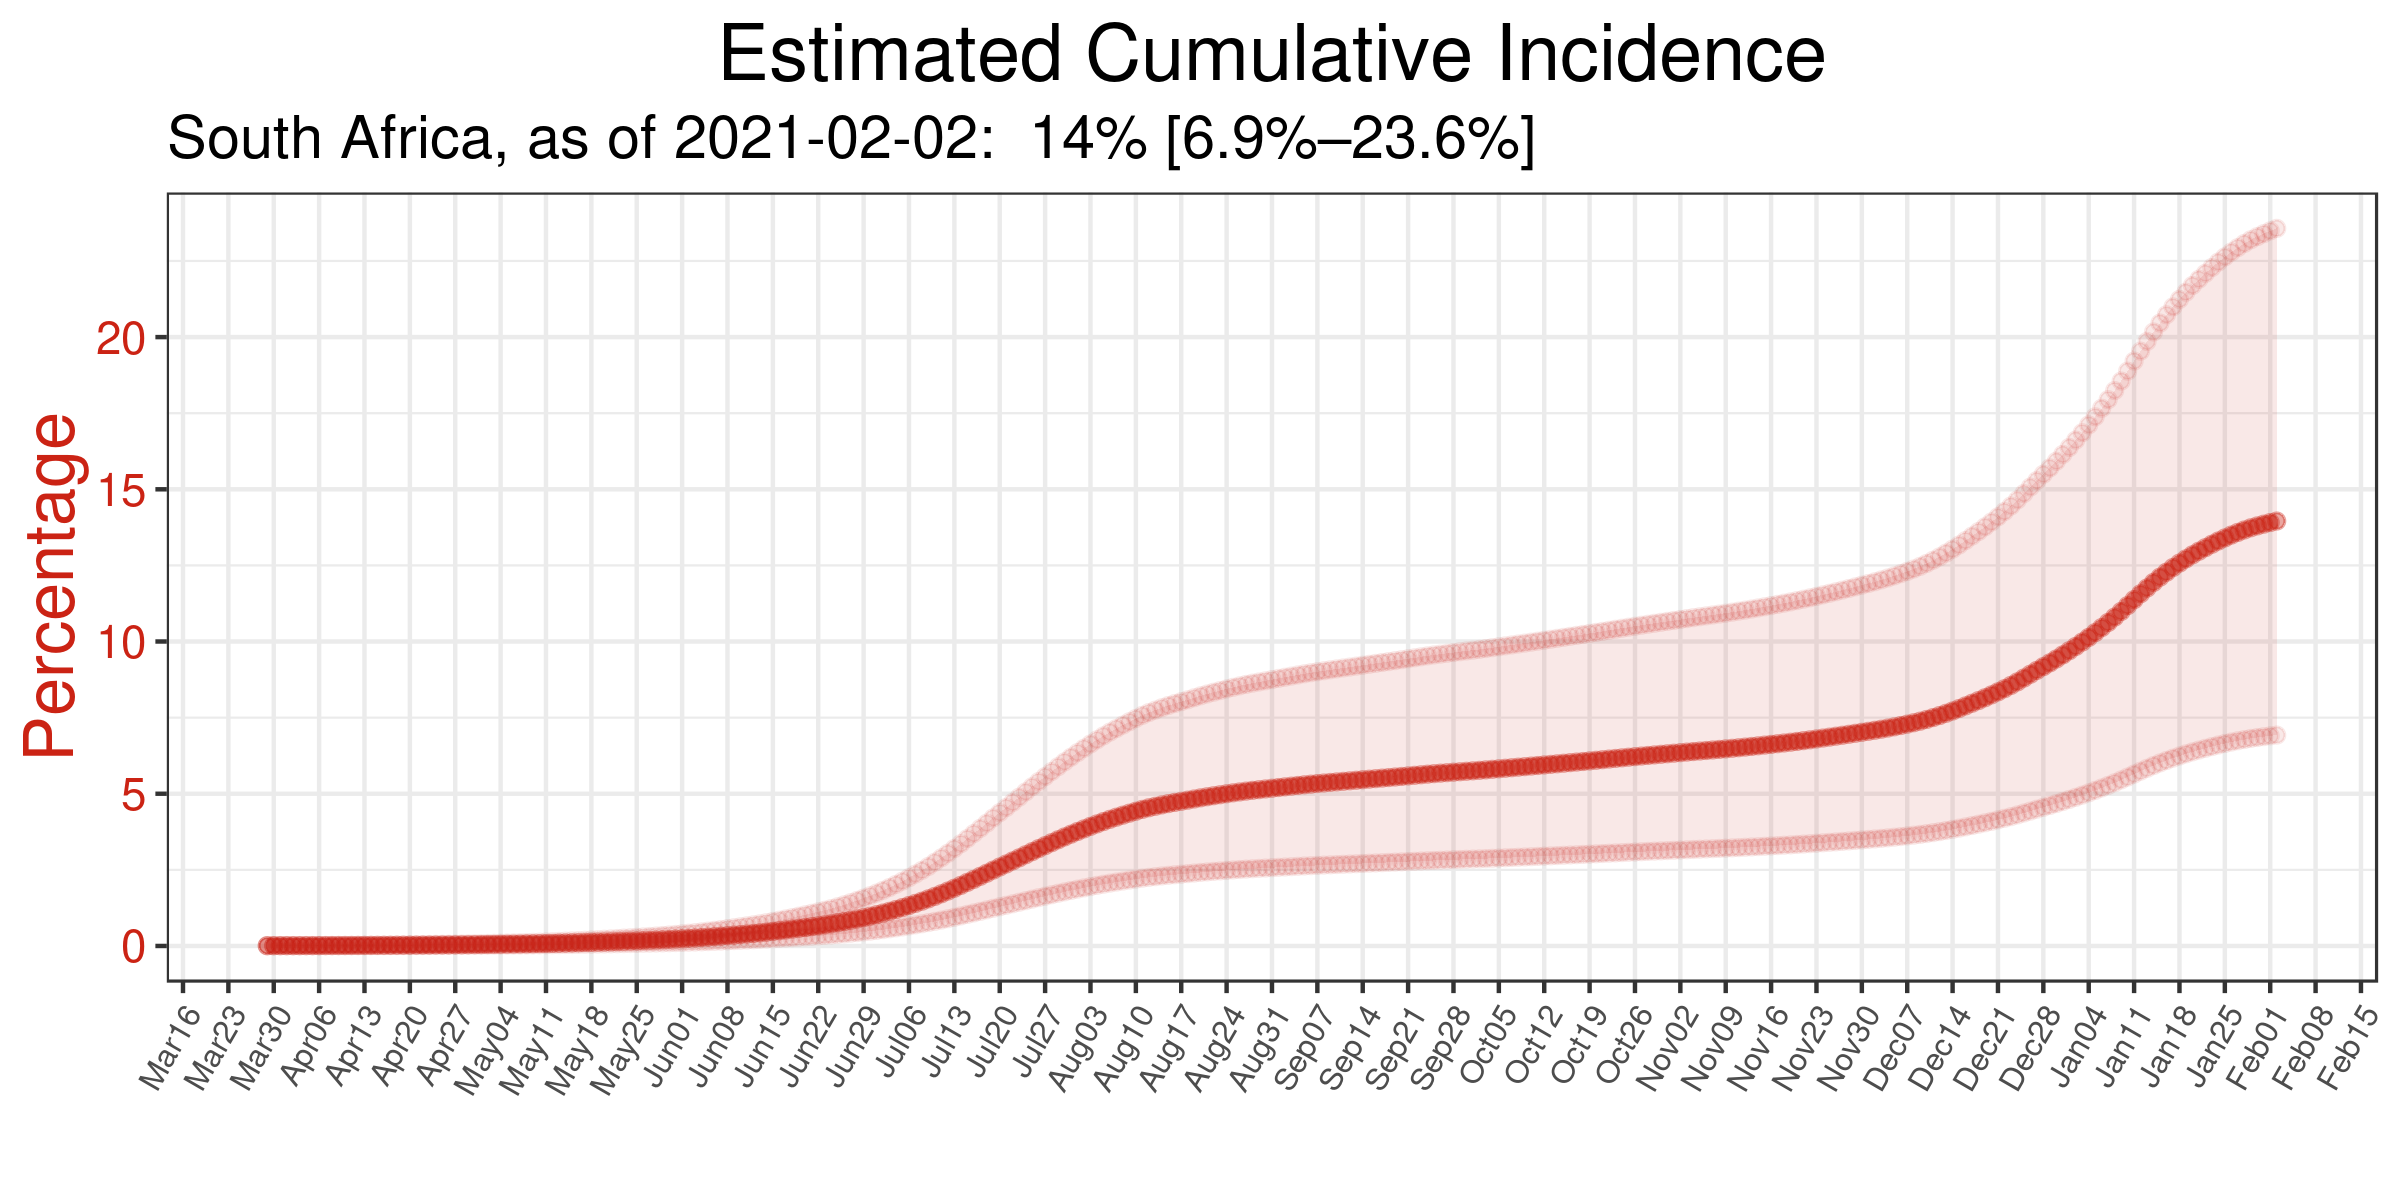 Estimated Cumulative Incidence
South Africa, as of 2021-02-02:  14% [6.9%–23.6%]
Percentage
20
15
10
5
0
Mar16
Mar23
Mar30
Apr06
Apr13
Apr20
Apr27
May04
May11
May18
May25
Jun01
Jun08
Jun15
Jun22
Jun29
Jul06
Jul13
Jul20
Jul27
Aug03
Aug10
Aug17
Aug24
Aug31
Sep07
Sep14
Sep21
Sep28
Oct05
Oct12
Oct19
Oct26
Nov02
Nov09
Nov16
Nov23
Nov30
Dec07
Dec14
Dec21
Dec28
Jan04
Jan11
Jan18
Jan25
Feb01
Feb08
Feb15